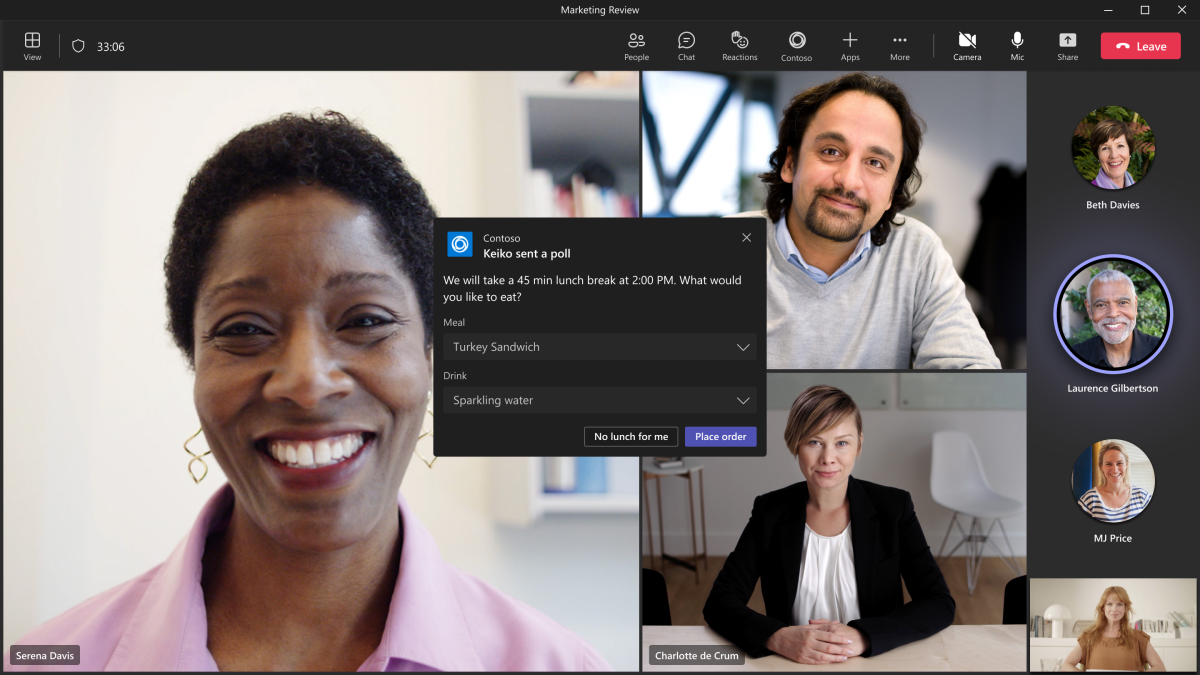 Marketing Review
View
33:06
People
Chat
Reactions
Contoso
Apps
More
Camera
Mic
Share
Leave
Contoso
Keiko sent a poll
We will take a 45 min lunch break at 2:00 PM. What would
you like to eat?
Meal
Turkey Sandwich
Drink
Sparkling water
No lunch for me
Place order
Beth Davies
Laurence Gilbertson
MJ Price
Serena Davis
Charlotte de Crum